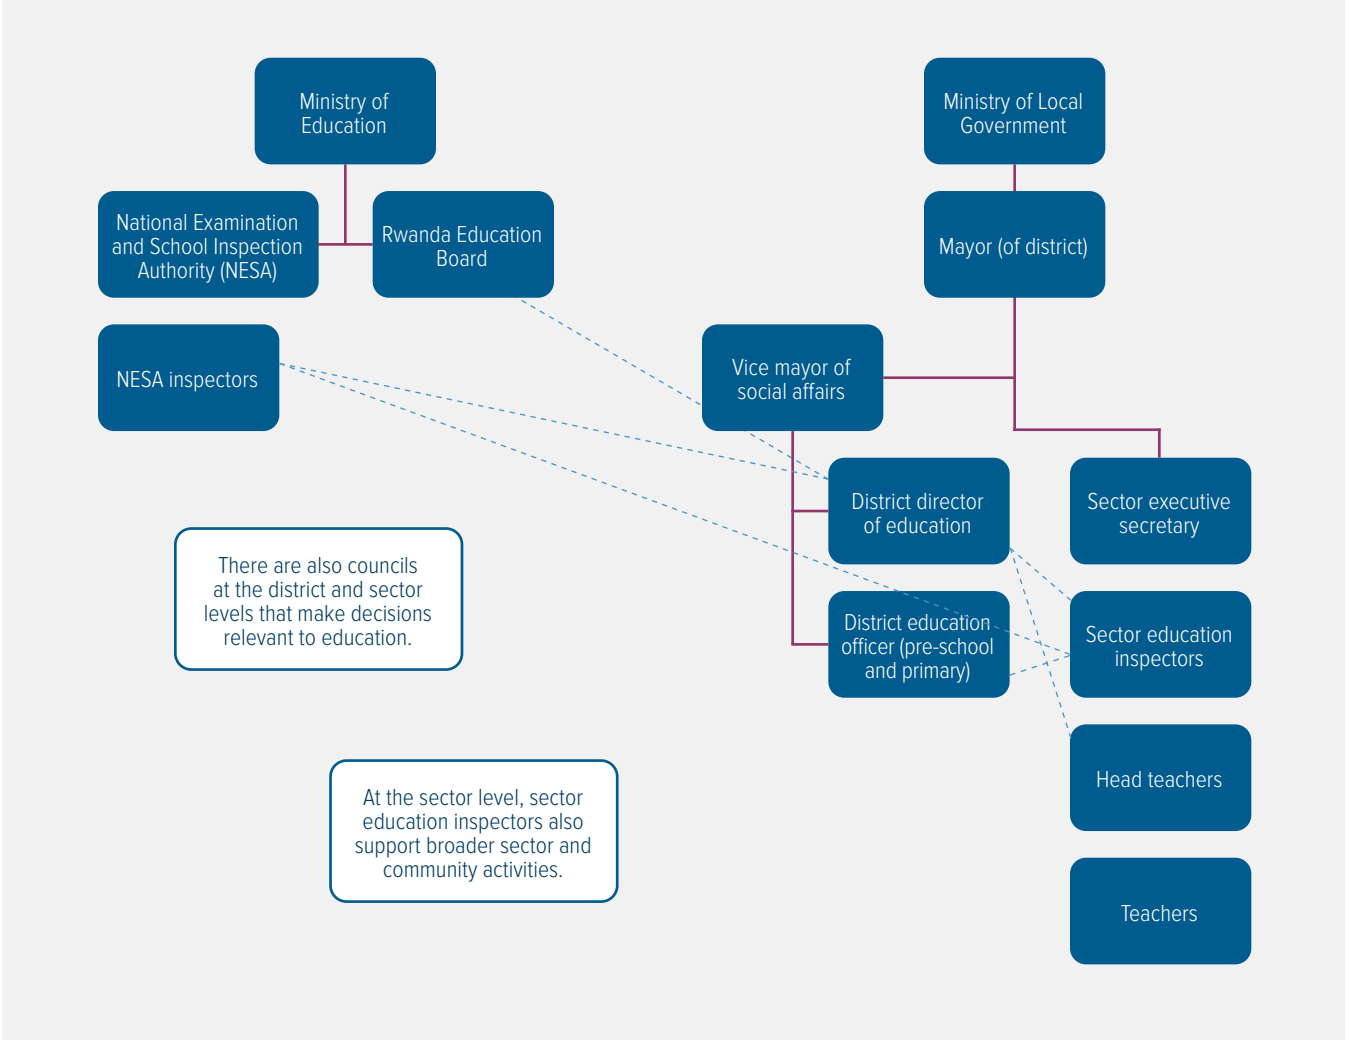 Ministry of
Education
Ministry of Local
Government
National Examination
and School Inspection
Authority (NESA)
Rwanda Education
Board
Mayor (of district)
NESA inspectors
Vice mayor of
social affairs
District director
of education
Sector executive
secretary
There are also councils
at the district and sector
levels that make decisions
relevant to education.
District education
officer (pre-school
and primary)
Sector education
inspectors
At the sector level, sector
education inspectors also
support broader sector and
community activities.
Head teachers
Teachers